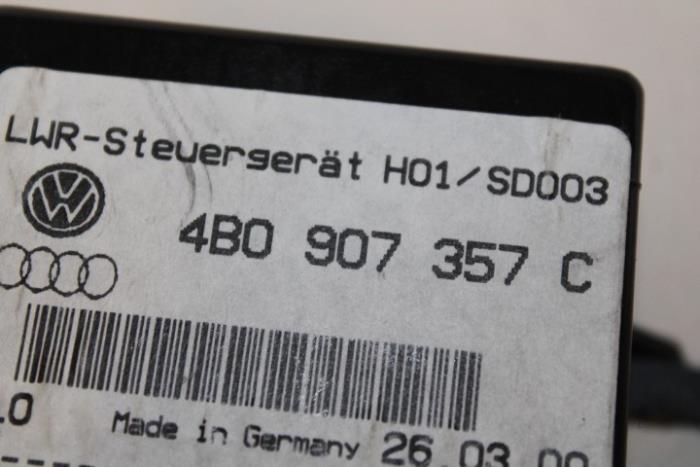 LWR-Steuergerät H01/SD003
4B0 907 357 C
Made in Germany 26.03.00